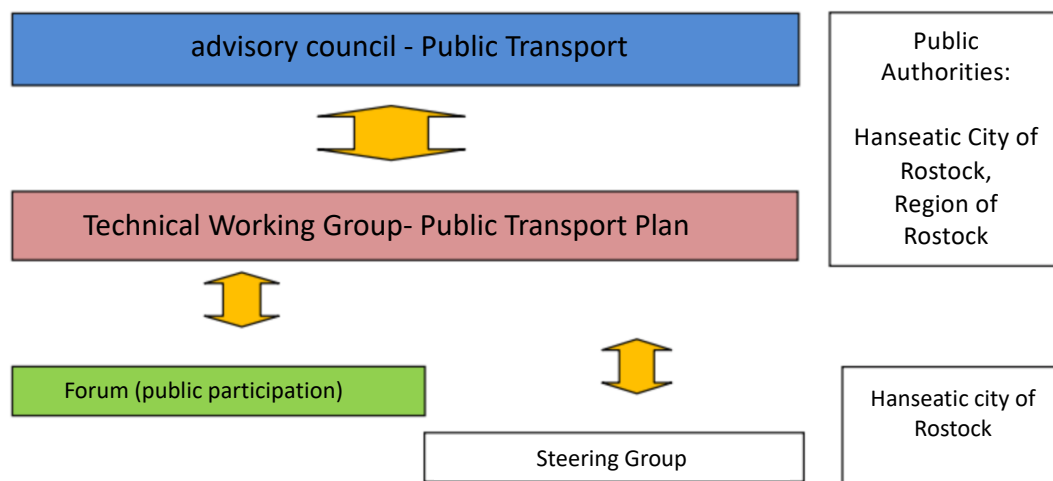 advisory council - Public Transport
Public
Authorities:
Hanseatic City of
Rostock,
Region of
Rostock
Technical Working Group- Public Transport Plan
Forum (public participation)
Hanseatic city of
Rostock
Steering Group